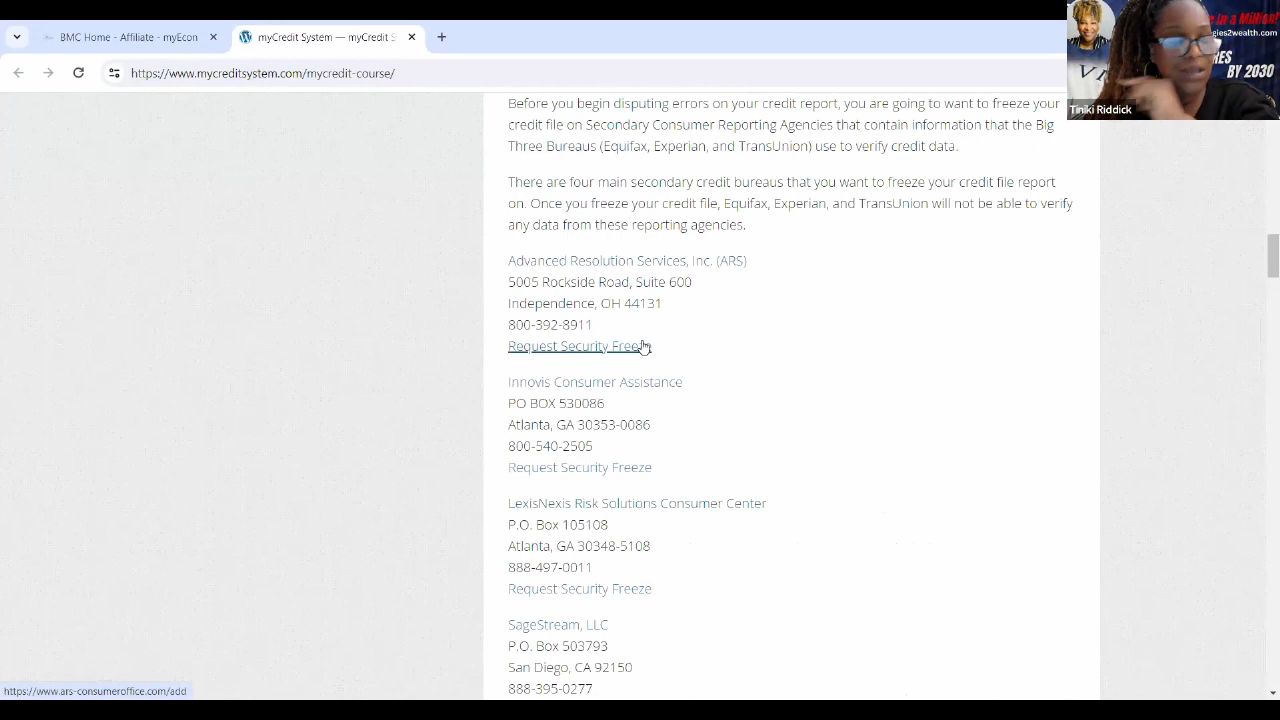 BMC Home - Affiliate - myEcon
myCredit System — myCredit S
https://www.mycreditsystem.com/mycredit-course/
e in a Million!
gies2wealth.com
RES
BY 2030
Tiniki Riddick
Before you begin disputing errors on your credit report, you are going to want to freeze your
credit file on Secondary Consumer Reporting Agencies that contain information that the Big
Three Bureaus (Equifax, Experian, and TransUnion) use to verify credit data.
There are four main secondary credit bureaus that you want to freeze your credit file report
on. Once you freeze your credit file, Equifax, Experian, and TransUnion will not be able to verify
any data from these reporting agencies.
Advanced Resolution Services, Inc. (ARS)
5005 Rockside Road, Suite 600
Independence, OH 44131
800-392-8911
Request Security Freeze
Innovis Consumer Assistance
PO BOX 530086
Atlanta, GA 30353-0086
800-540-2505
Request Security Freeze
LexisNexis Risk Solutions Consumer Center
P.O. Box 105108
Atlanta, GA 30348-5108
888-497-0011
Request Security Freeze
SageStream, LLC
P.O. Box 503793
San Diego, CA 92150
888-395-0277
https://www.ars-consumeroffice.com/add